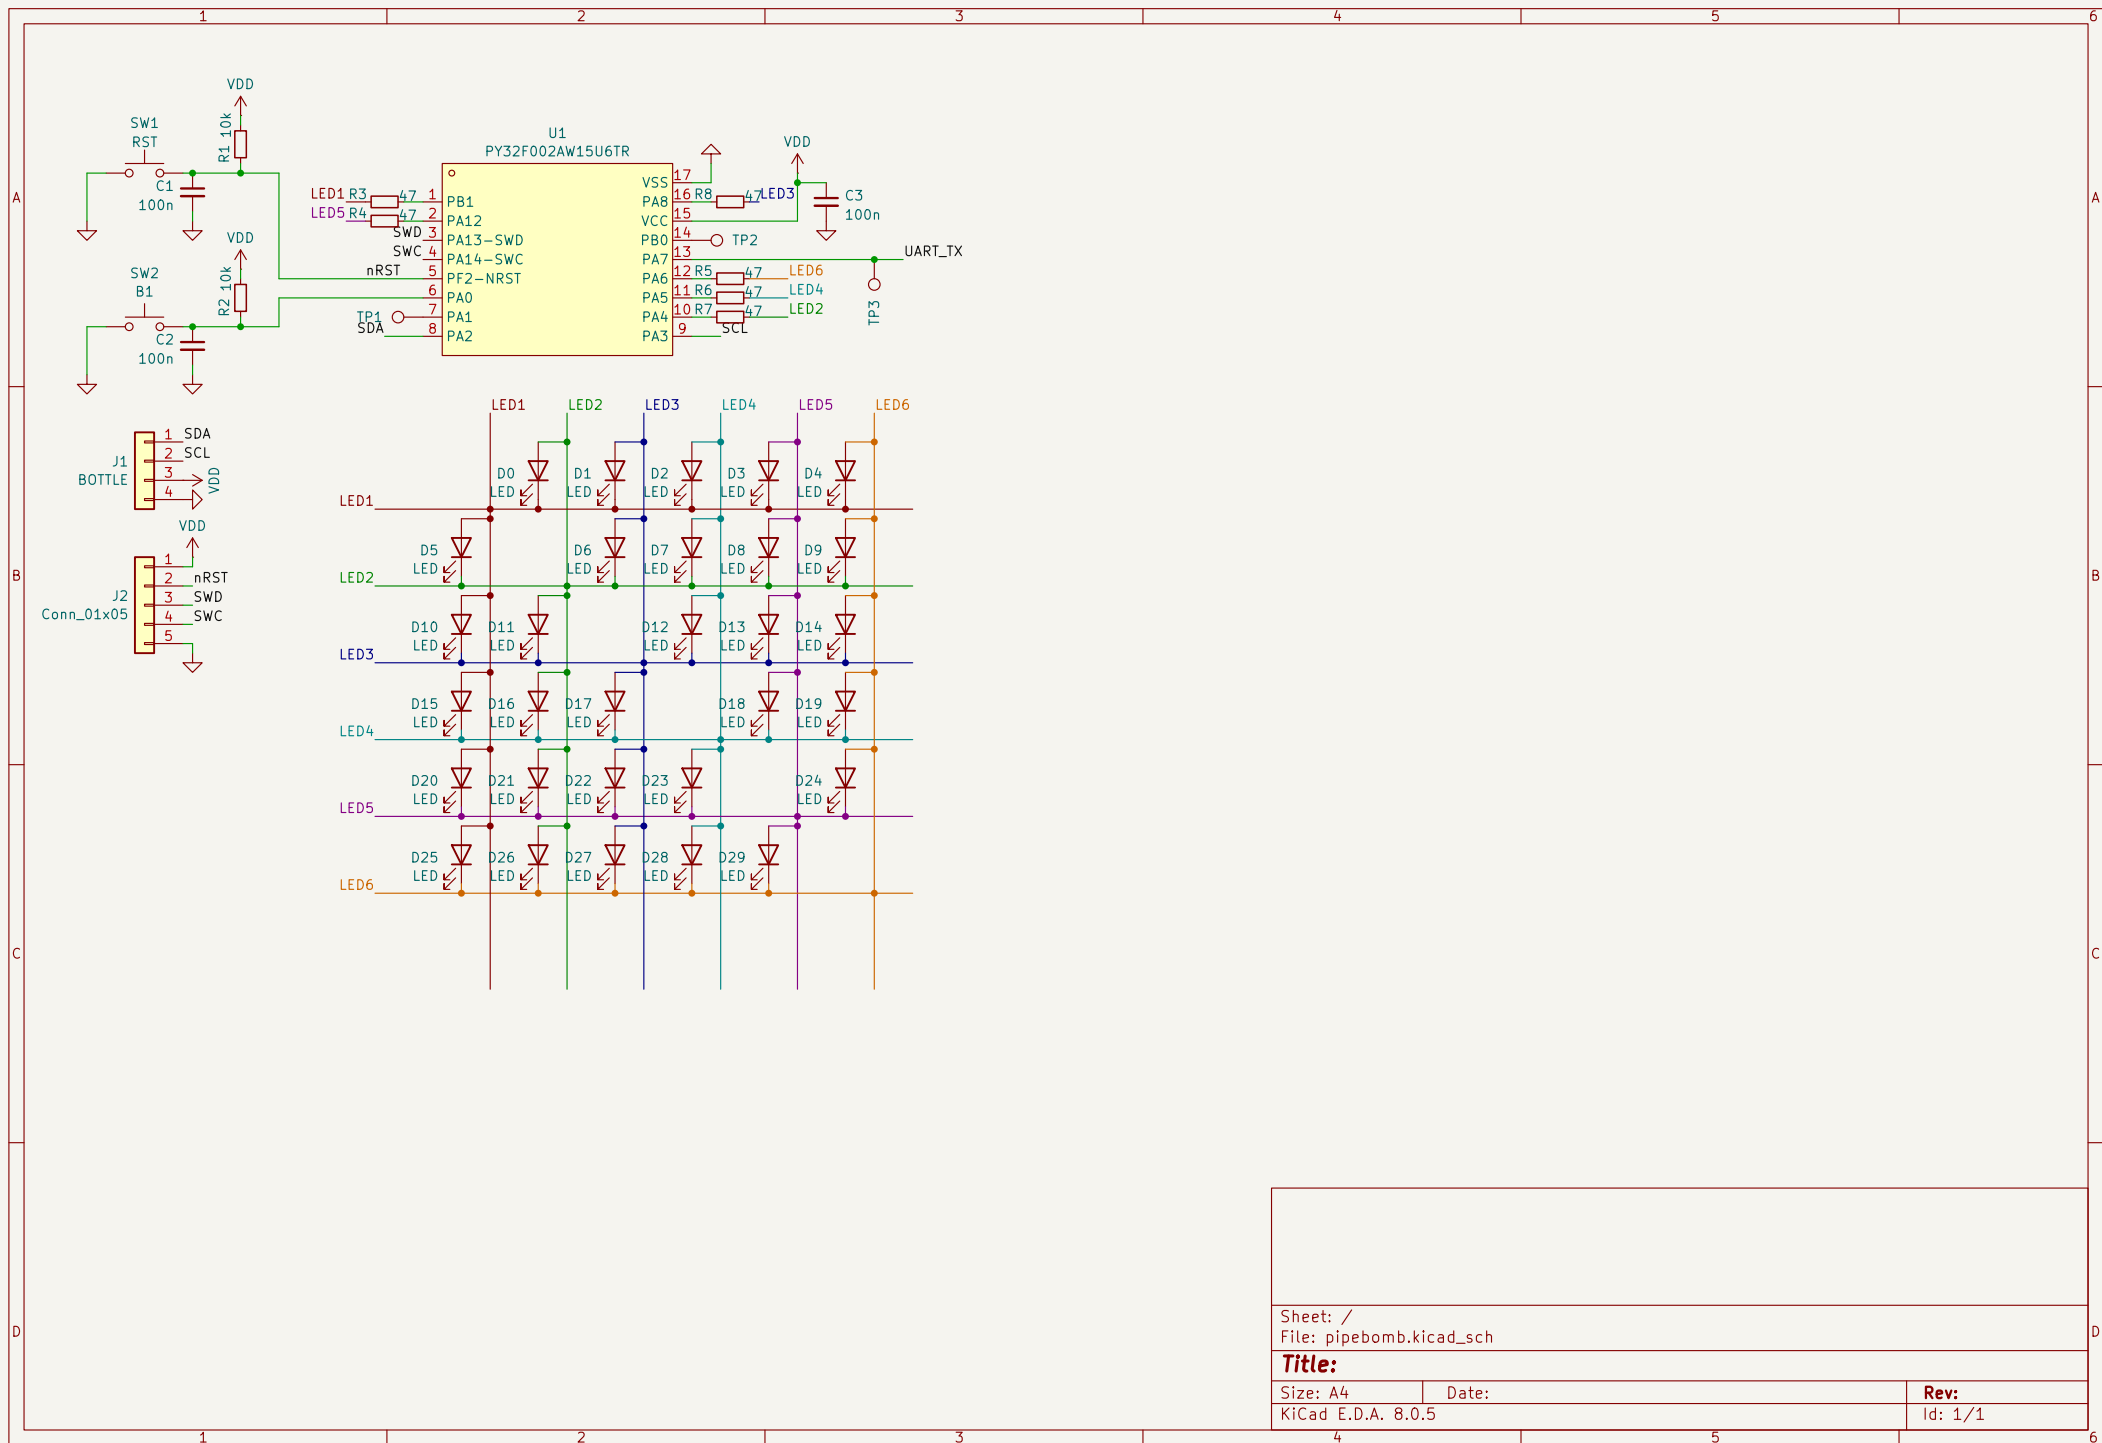 1 2 3 4 5 6
A
B
C
D
A
B
C
D
1 2 3 4 5 6
VDD
SW1
RST
R1 10k
C1
100n
VDD
SW2
B1
R2 10k
C2
100n
U1
PY32F002AW15U6TR
LED1 R3 47 1 PB1
LED5 R4 47 2 PA12
SWD 3 PA13-SWD
SWC 4 PA14-SWC
nRST 5 PF2-NRST
6 PA0
TP1 7 PA1
SDA 8 PA2
VSS 17
PA8 16 R8 47 LED3
VCC 15
PB0 14 TP2
PA7 13 UART_TX
PA6 12 R5 47 LED6
PA5 11 R6 47 LED4
PA4 10 R7 47 LED2
PA3 9 SCL
VDD
C3
100n
TP3
J1
BOTTLE
1 SDA
2 SCL
3 VDD
4
VDD
J2
Conn_01x05
1
2 nRST
3 SWD
4 SWC
5
LED1 LED2 LED3 LED4 LED5 LED6
D0 D1 D2 D3 D4
LED LED LED LED LED
LED1
D5 D6 D7 D8 D9
LED LED LED LED LED
LED2
D10 D11 D12 D13 D14
LED LED LED LED LED
LED3
D15 D16 D17 D18 D19
LED LED LED LED LED
LED4
D20 D21 D22 D23 D24
LED LED LED LED LED
LED5
D25 D26 D27 D28 D29
LED LED LED LED LED
LED6
Sheet: /
File: pipebomb.kicad_sch
Title:
Size: A4 Date: Rev:
KiCad E.D.A. 8.0.5 Id: 1/1